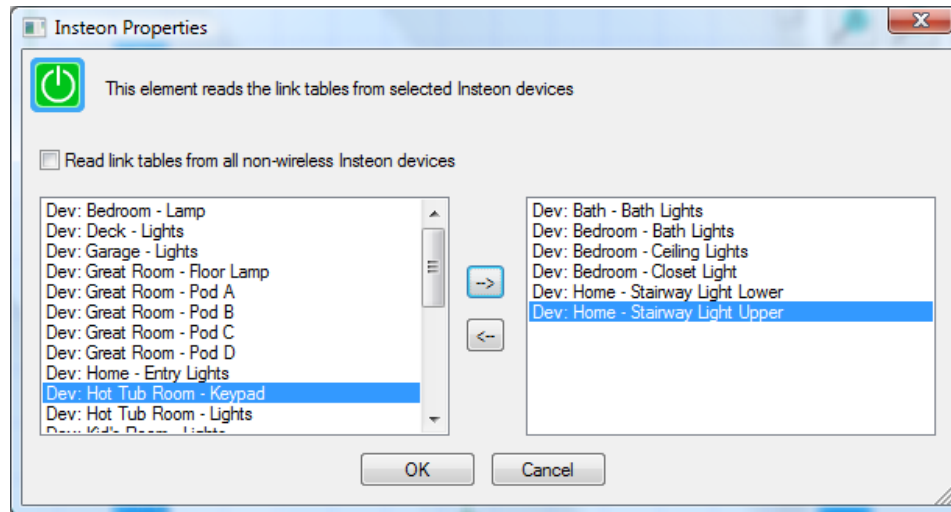 Insteon Properties
This element reads the link tables from selected Insteon devices
Read link tables from all non-wireless Insteon devices
Dev: Bedroom - Lamp
Dev: Deck - Lights
Dev: Garage - Lights
Dev: Great Room - Floor Lamp
Dev: Great Room - Pod A
Dev: Great Room - Pod B
Dev: Great Room - Pod C
Dev: Great Room - Pod D
Dev: Home - Entry Lights
Dev: Hot Tub Room - Keypad
Dev: Hot Tub Room - Lights
Dev: Kid's Room - Lights
-->
<--
Dev: Bath - Bath Lights
Dev: Bedroom - Bath Lights
Dev: Bedroom - Ceiling Lights
Dev: Bedroom - Closet Light
Dev: Home - Stairway Light Lower
Dev: Home - Stairway Light Upper
OK
Cancel